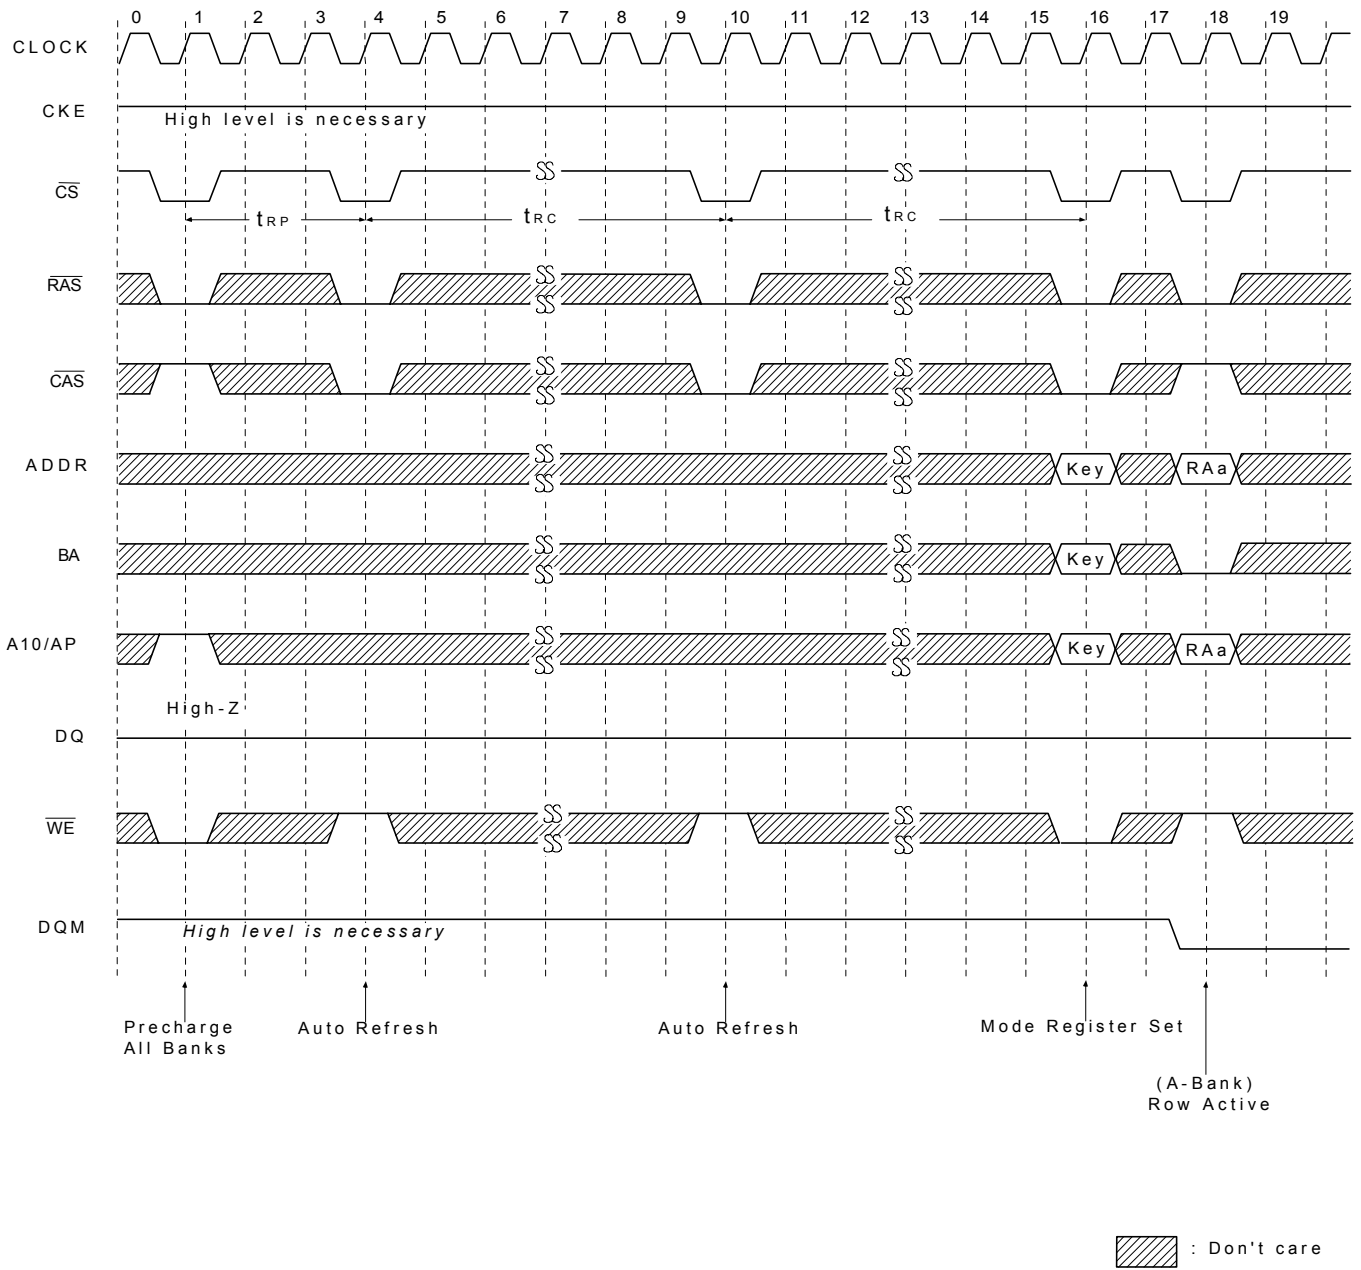 0 1 2 3 4 5 6 7 8 9 10 11 12 13 14 15 16 17 18 19
CLOCK
CKE
High level is necessary
CS
tRP tRC tRC
RAS
CAS
ADDR Key RAa
BA Key
A10/AP Key RAa
High-Z
DQ
WE
DQM
High level is necessary
Precharge
All Banks
Auto Refresh
Auto Refresh
Mode Register Set
(A-Bank)
Row Active
: Don't care